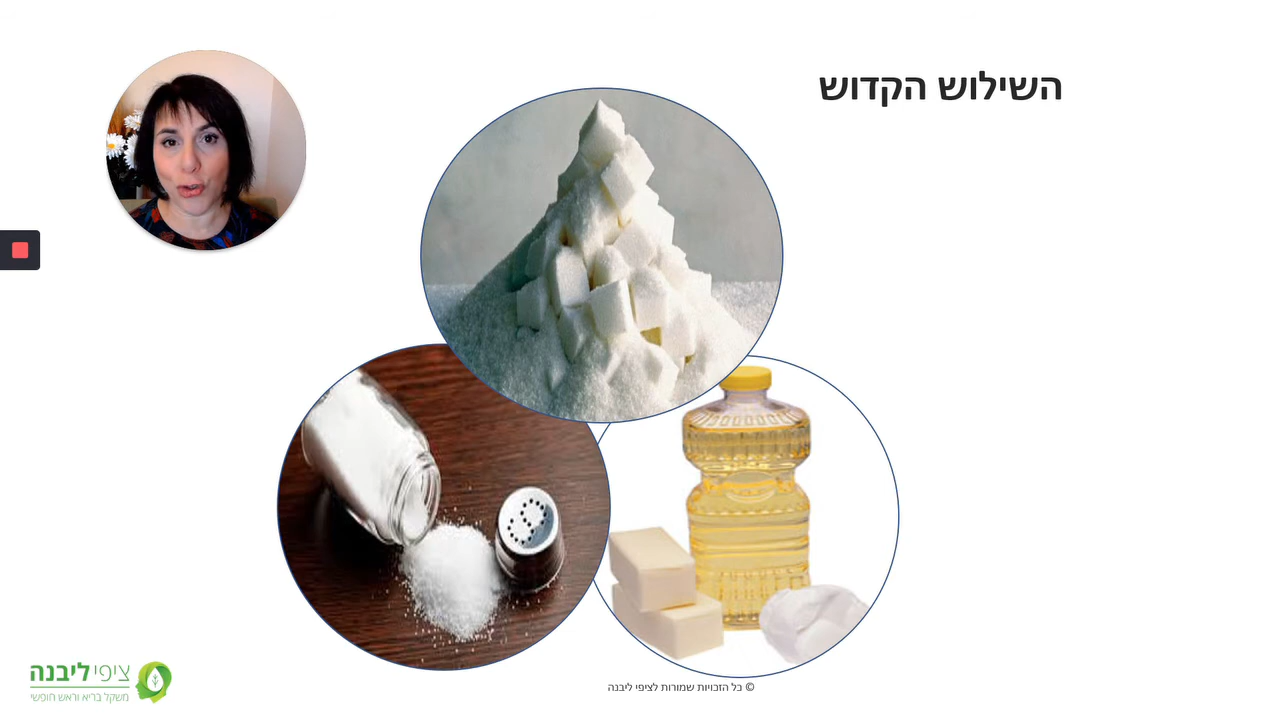 השילוש הקדוש
ציפי ליבנה
משקל בריא וראש חופשי
© כל הזכויות שמורות לציפי ליבנה